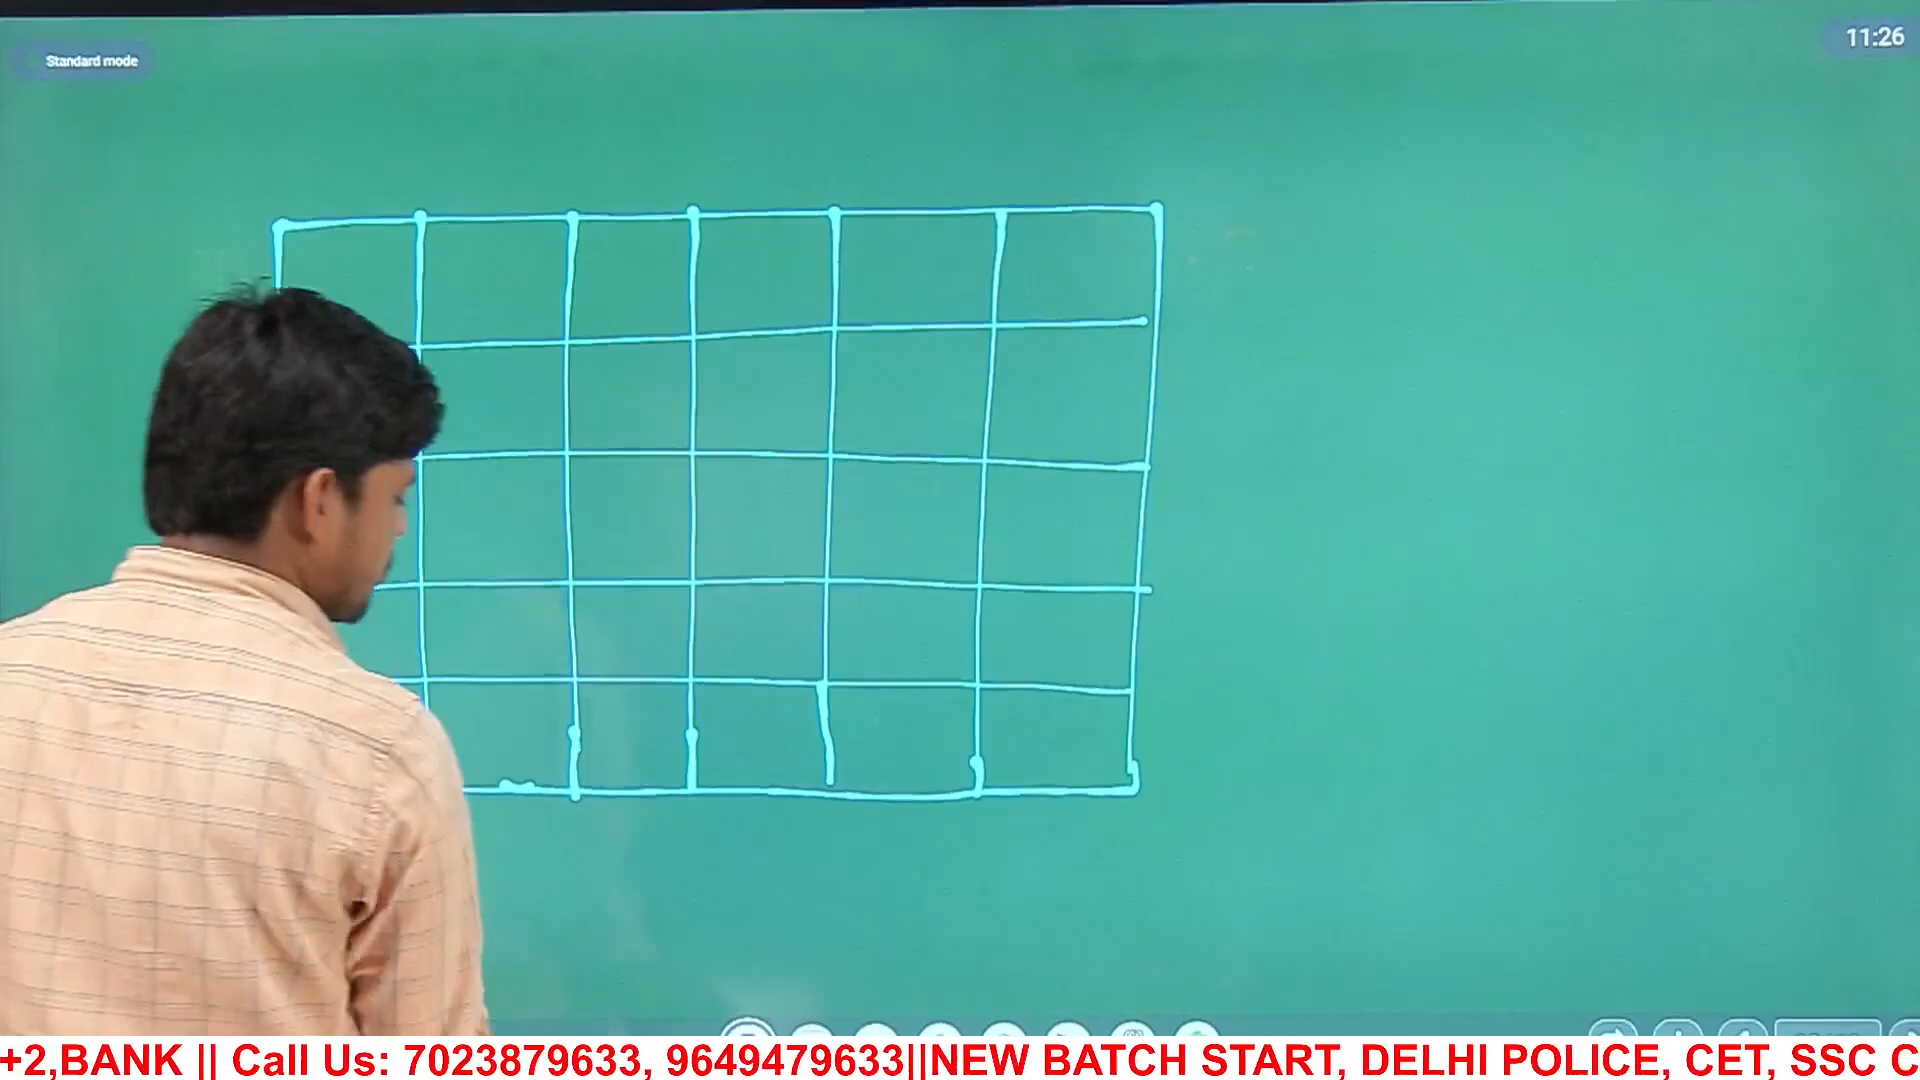 Standard mode
11:26
+2,BANK || Call Us: 7023879633, 9649479633||NEW BATCH START, DELHI POLICE, CET, SSC C